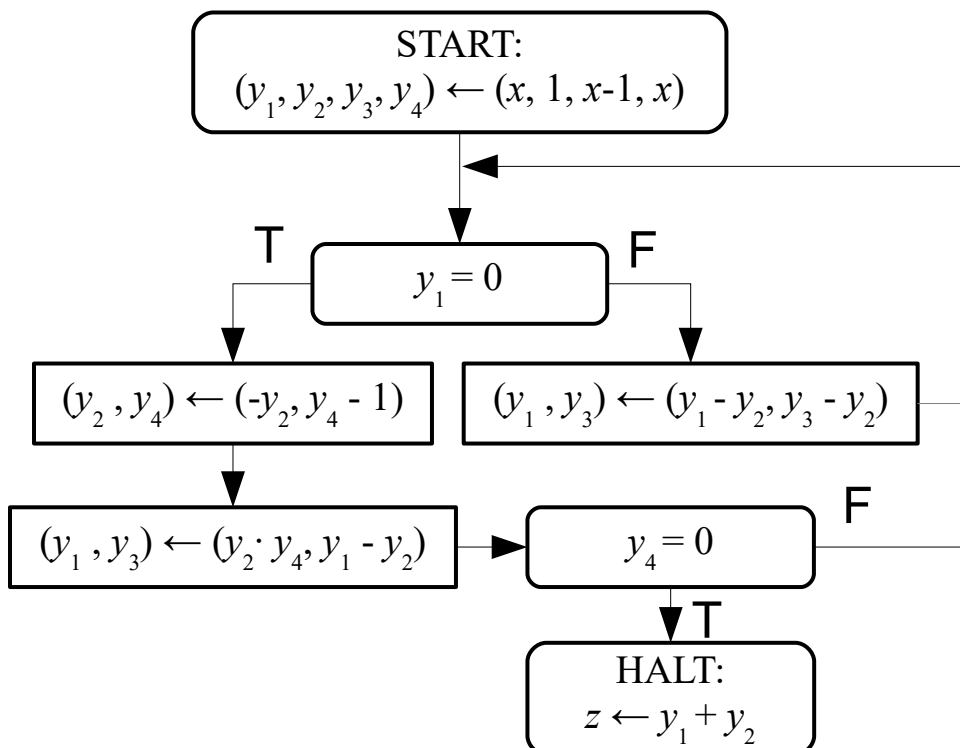 START:
(y₁, y₂, y₃, y₄) ← (x, 1, x-1, x)
T
F
y₁ = 0
(y₂ , y₄) ← (-y₂, y₄ - 1)
(y₁ , y₃) ← (y₁ - y₂, y₃ - y₂)
(y₁ , y₃) ← (y₂· y₄, y₁ - y₂)
y₄ = 0
F
T
HALT:
z ← y₁ + y₂